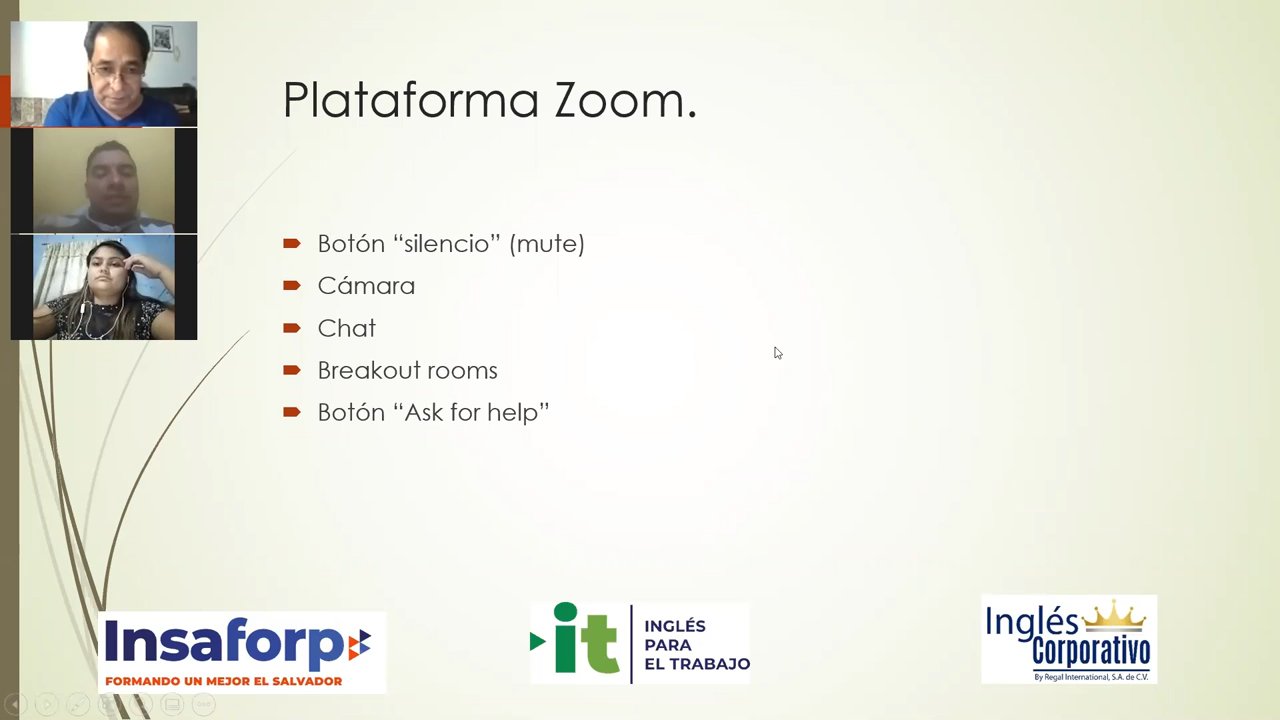 Plataforma Zoom.
Botón “silencio” (mute)
Cámara
Chat
Breakout rooms
Botón “Ask for help”
Insaforp
FORMANDO UN MEJOR EL SALVADOR
it
INGLÉS
PARA
EL TRABAJO
Inglés
Corporativo
By Regal International, S.A. de C.V.